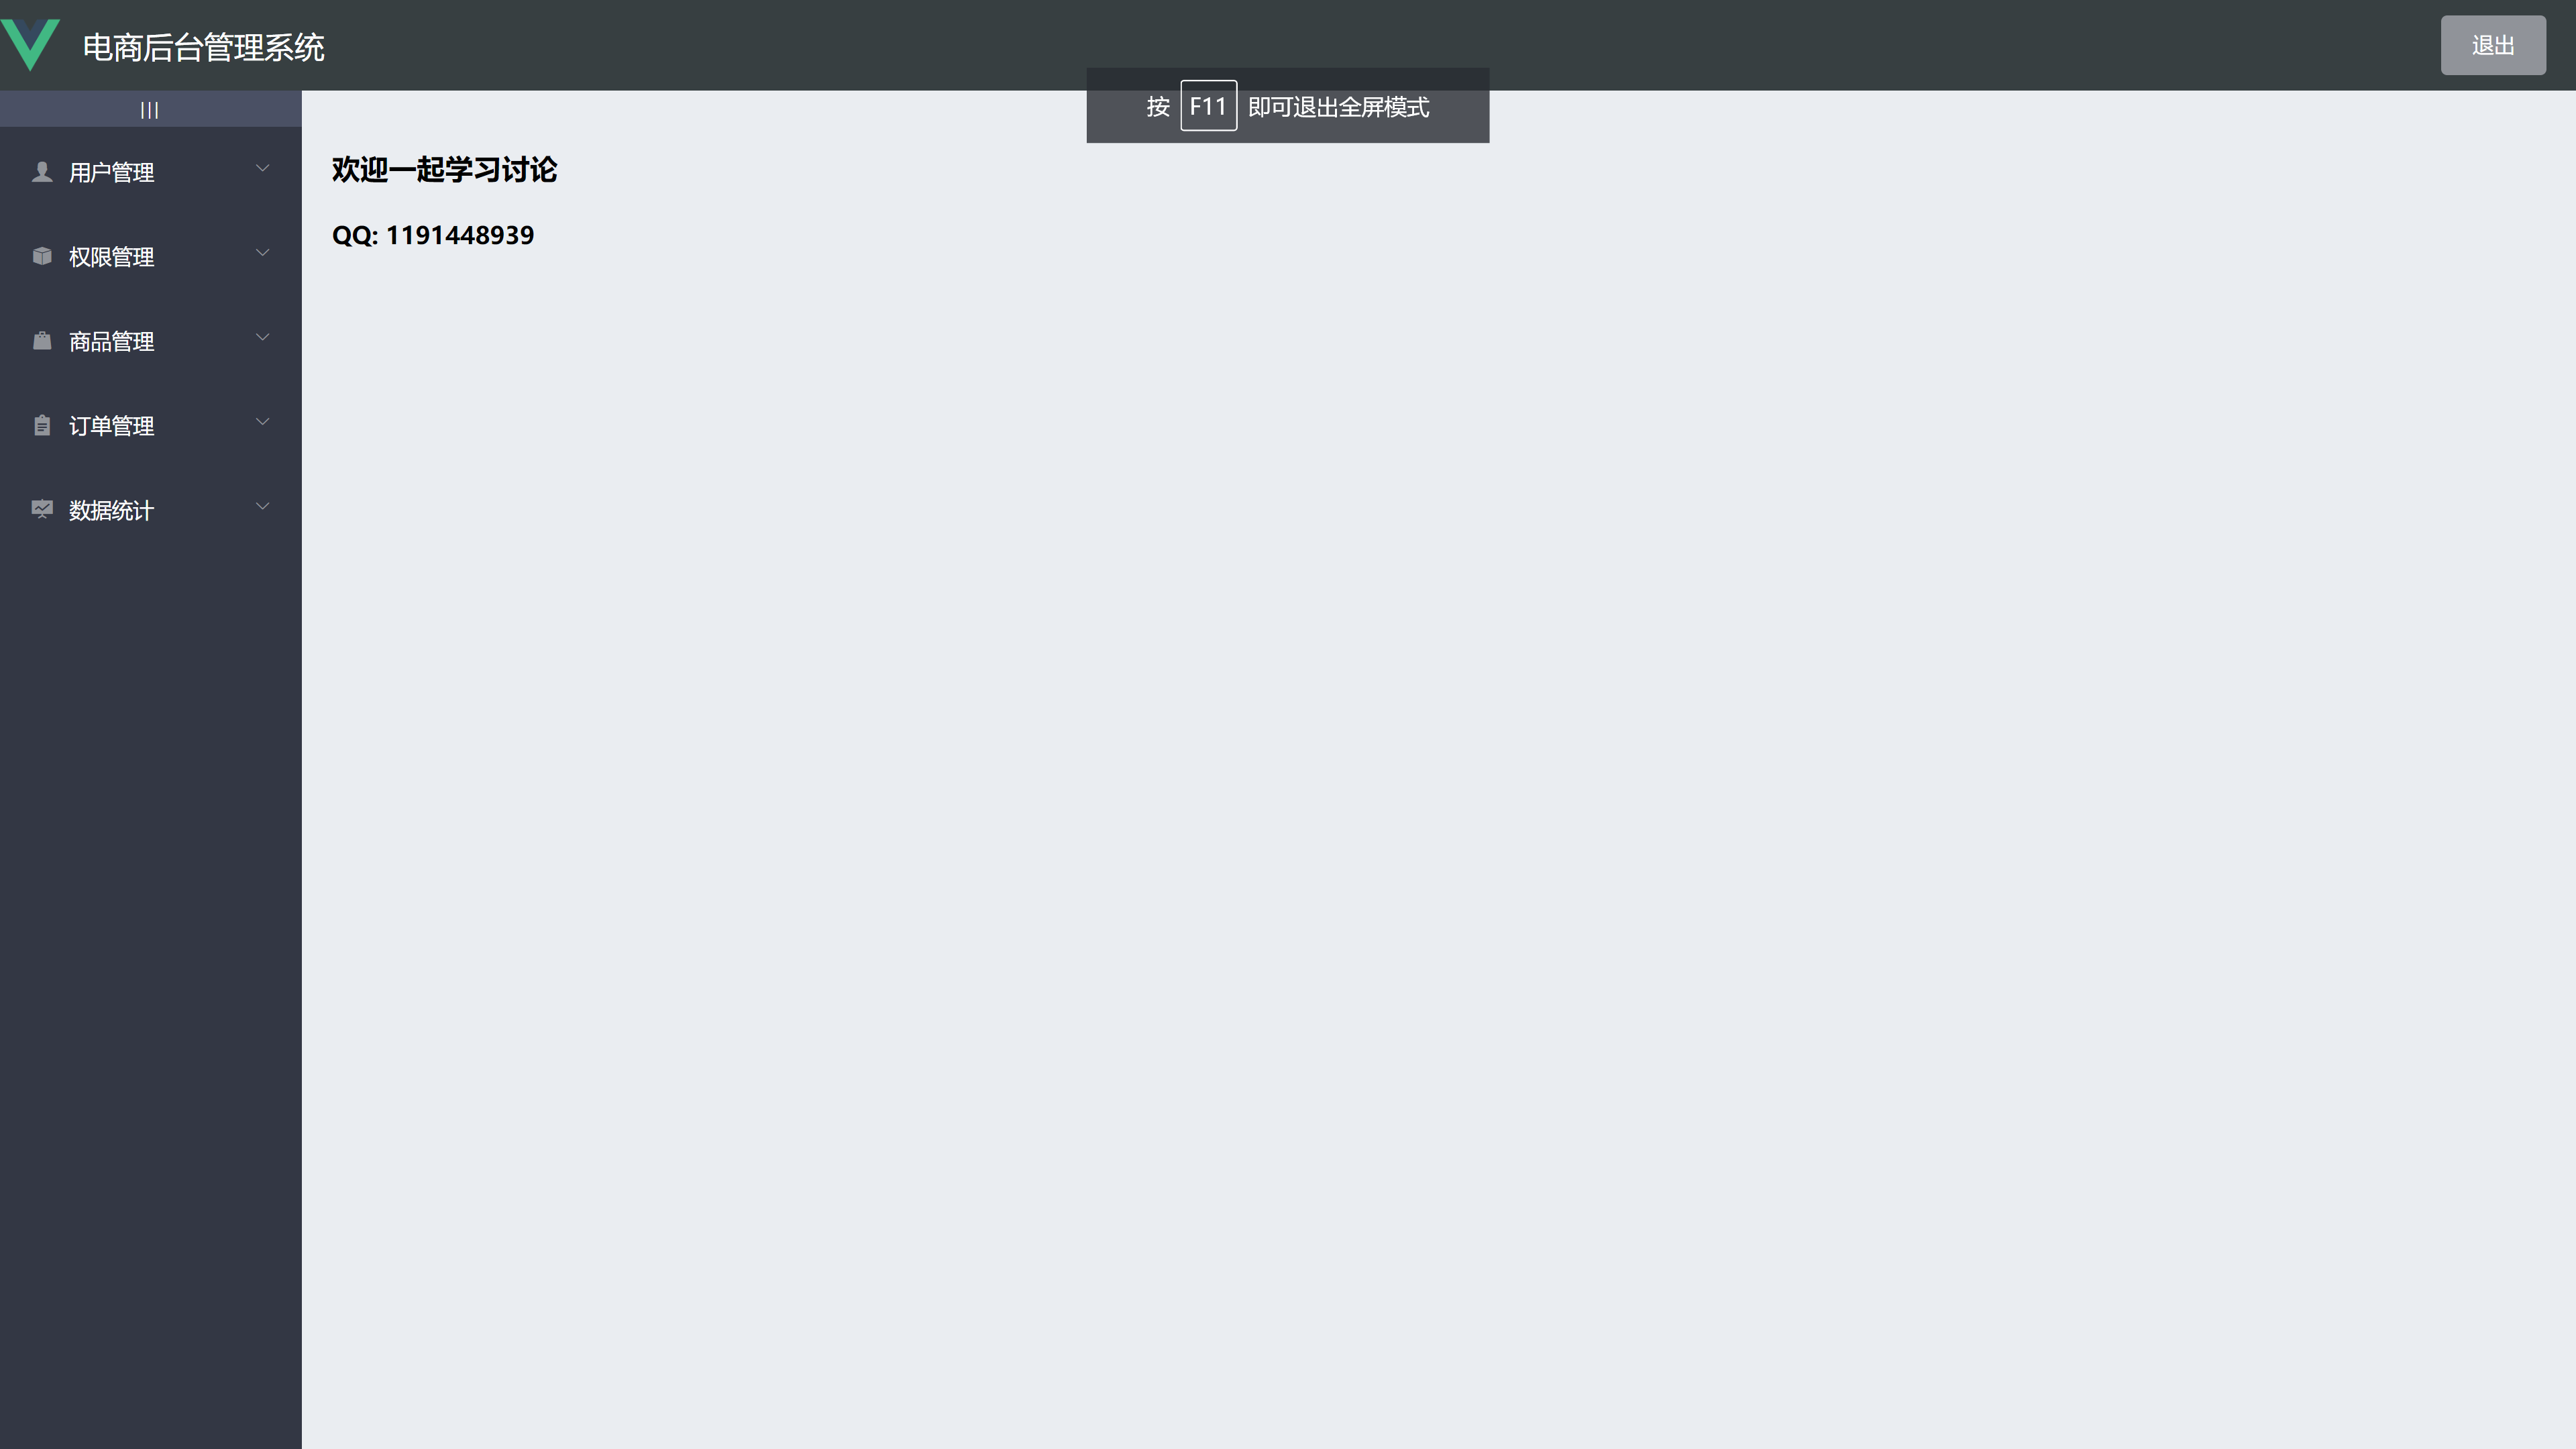 电商后台管理系统
退出
按 F11 即可退出全屏模式
|||
用户管理
权限管理
商品管理
订单管理
数据统计
欢迎一起学习讨论
QQ: 1191448939